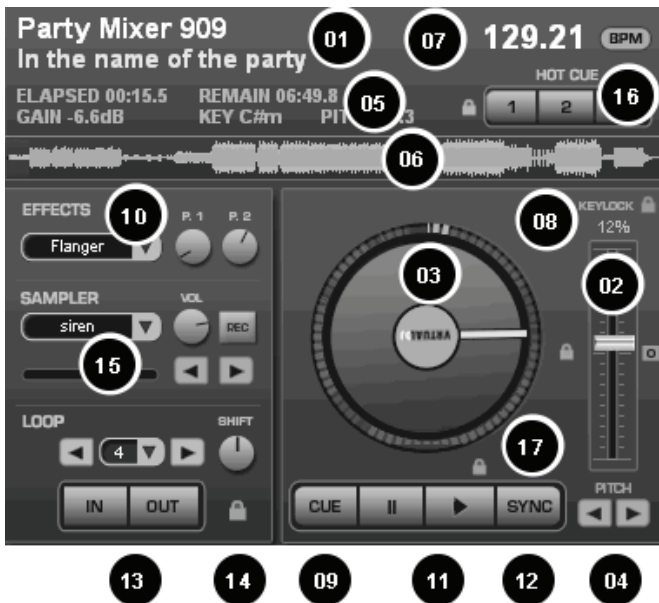 Party Mixer 909 01 07 129.21 BPM
In the name of the party
HOT CUE
ELAPSED 00:15.5 REMAIN 06:49.8 05 1 2 16
GAIN -6.6dB KEY C#m
06
EFFECTS 10 P. 1 P. 2 08 KEYLOCK
Flanger 12%
03 02
SAMPLER VOL
siren REC VIRTUAL DJ
15
LOOP SHIFT
4 17
PITCH
IN OUT CUE SYNC
13 14 09 11 12 04